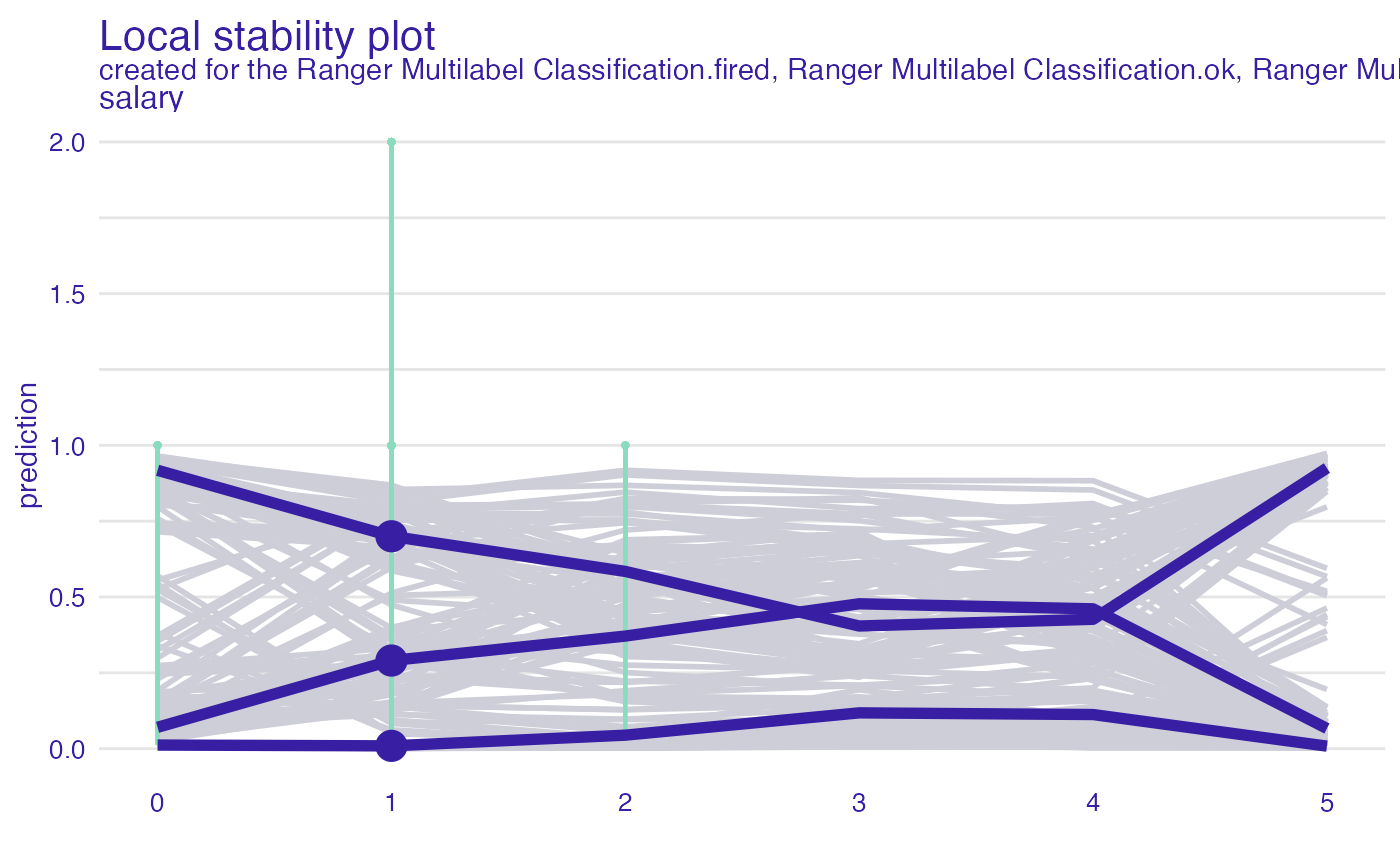 Local stability plot
created for the Ranger Multilabel Classification.fired, Ranger Multilabel Classification.ok, Ranger
salary
2.0
1.5
1.0
0.5
0.0
prediction
0 1 2 3 4 5